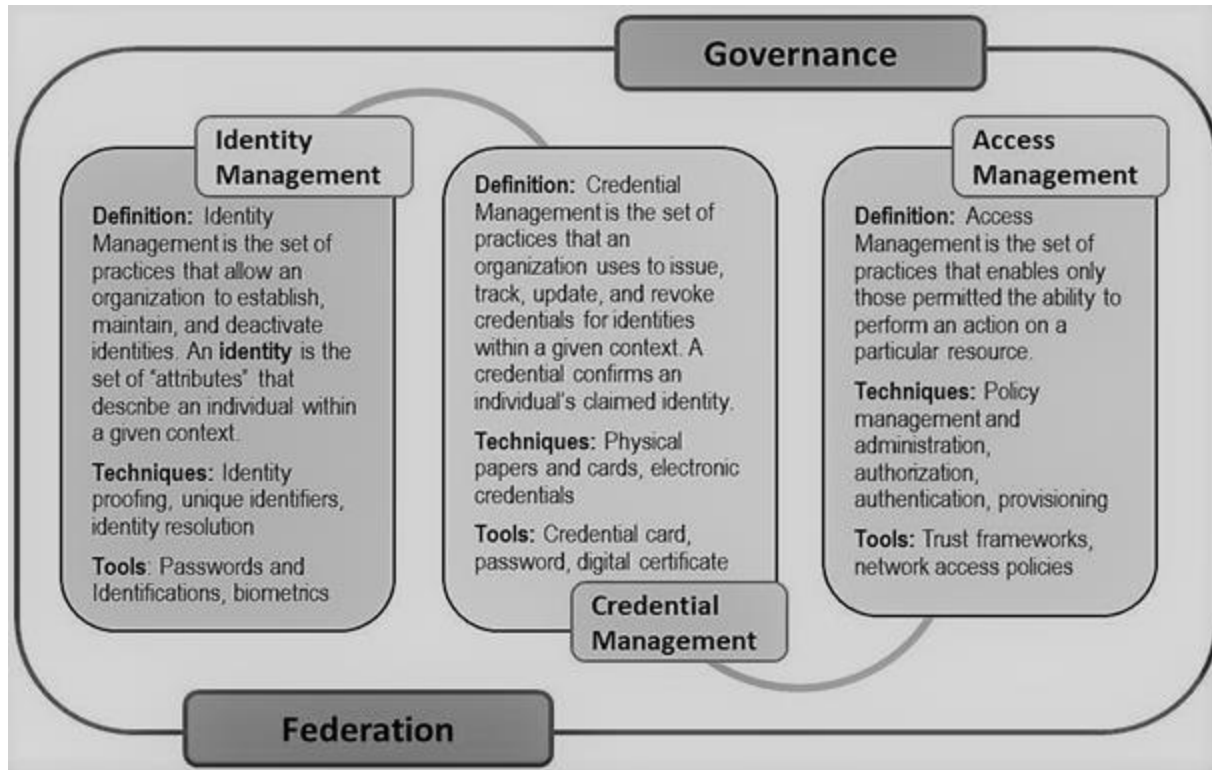 Governance
Identity
Management
Definition: Identity
Management is the set of
practices that allow an
organization to establish,
maintain, and deactivate
identities. An identity is the
set of "attributes" that
describe an individual within
a given context.
Techniques: Identity
proofing, unique identifiers,
identity resolution
Tools: Passwords and
Identifications, biometrics
Definition: Credential
Management is the set of
practices that an
organization uses to issue,
track, update, and revoke
credentials for identities
within a given context. A
credential confirms an
individual's claimed identity.
Techniques: Physical
papers and cards, electronic
credentials
Tools: Credential card,
password, digital certificate
Credential
Management
Access
Management
Definition: Access
Management is the set of
practices that enables only
those permitted the ability to
perform an action on a
particular resource.
Techniques: Policy
management and
administration,
authorization,
authentication, provisioning
Tools: Trust frameworks,
network access policies
Federation